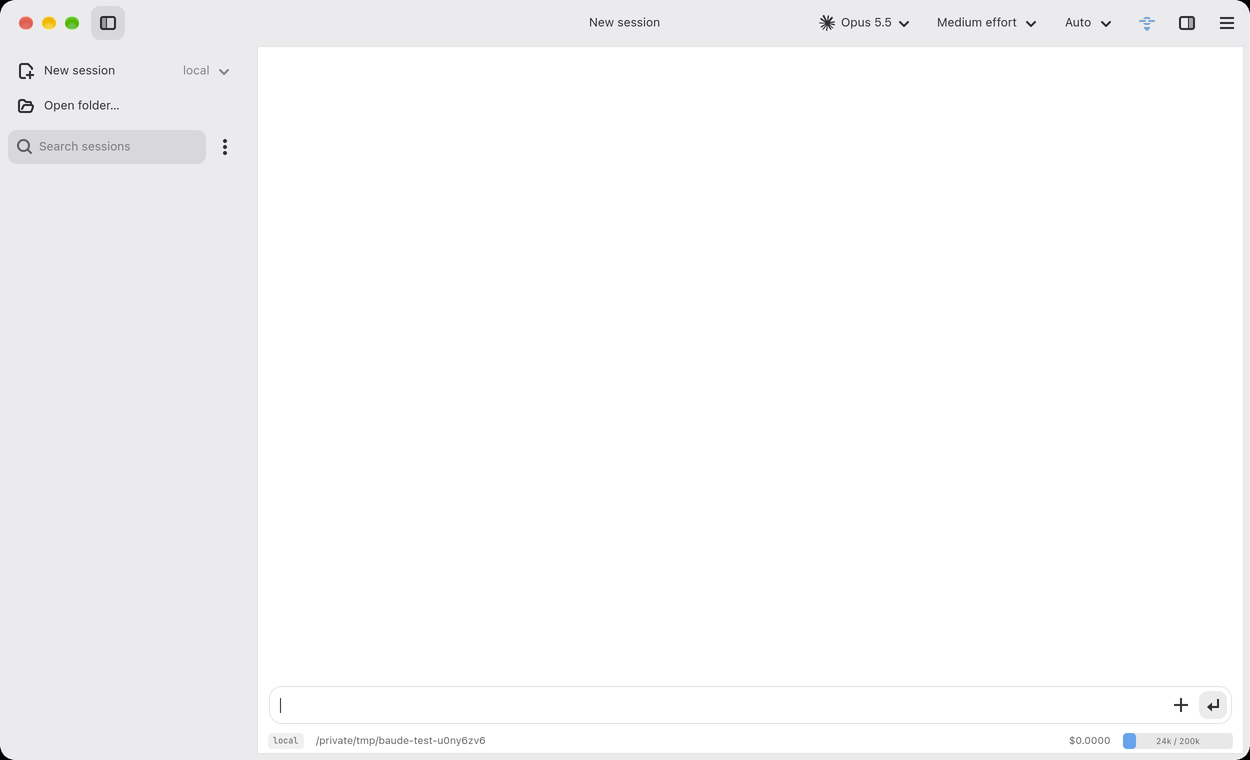 New session
Opus 5.5
Medium effort
Auto
New session
local
Open folder...
Search sessions
local
/private/tmp/baude-test-u0ny6zv6
$0.0000
24k / 200k